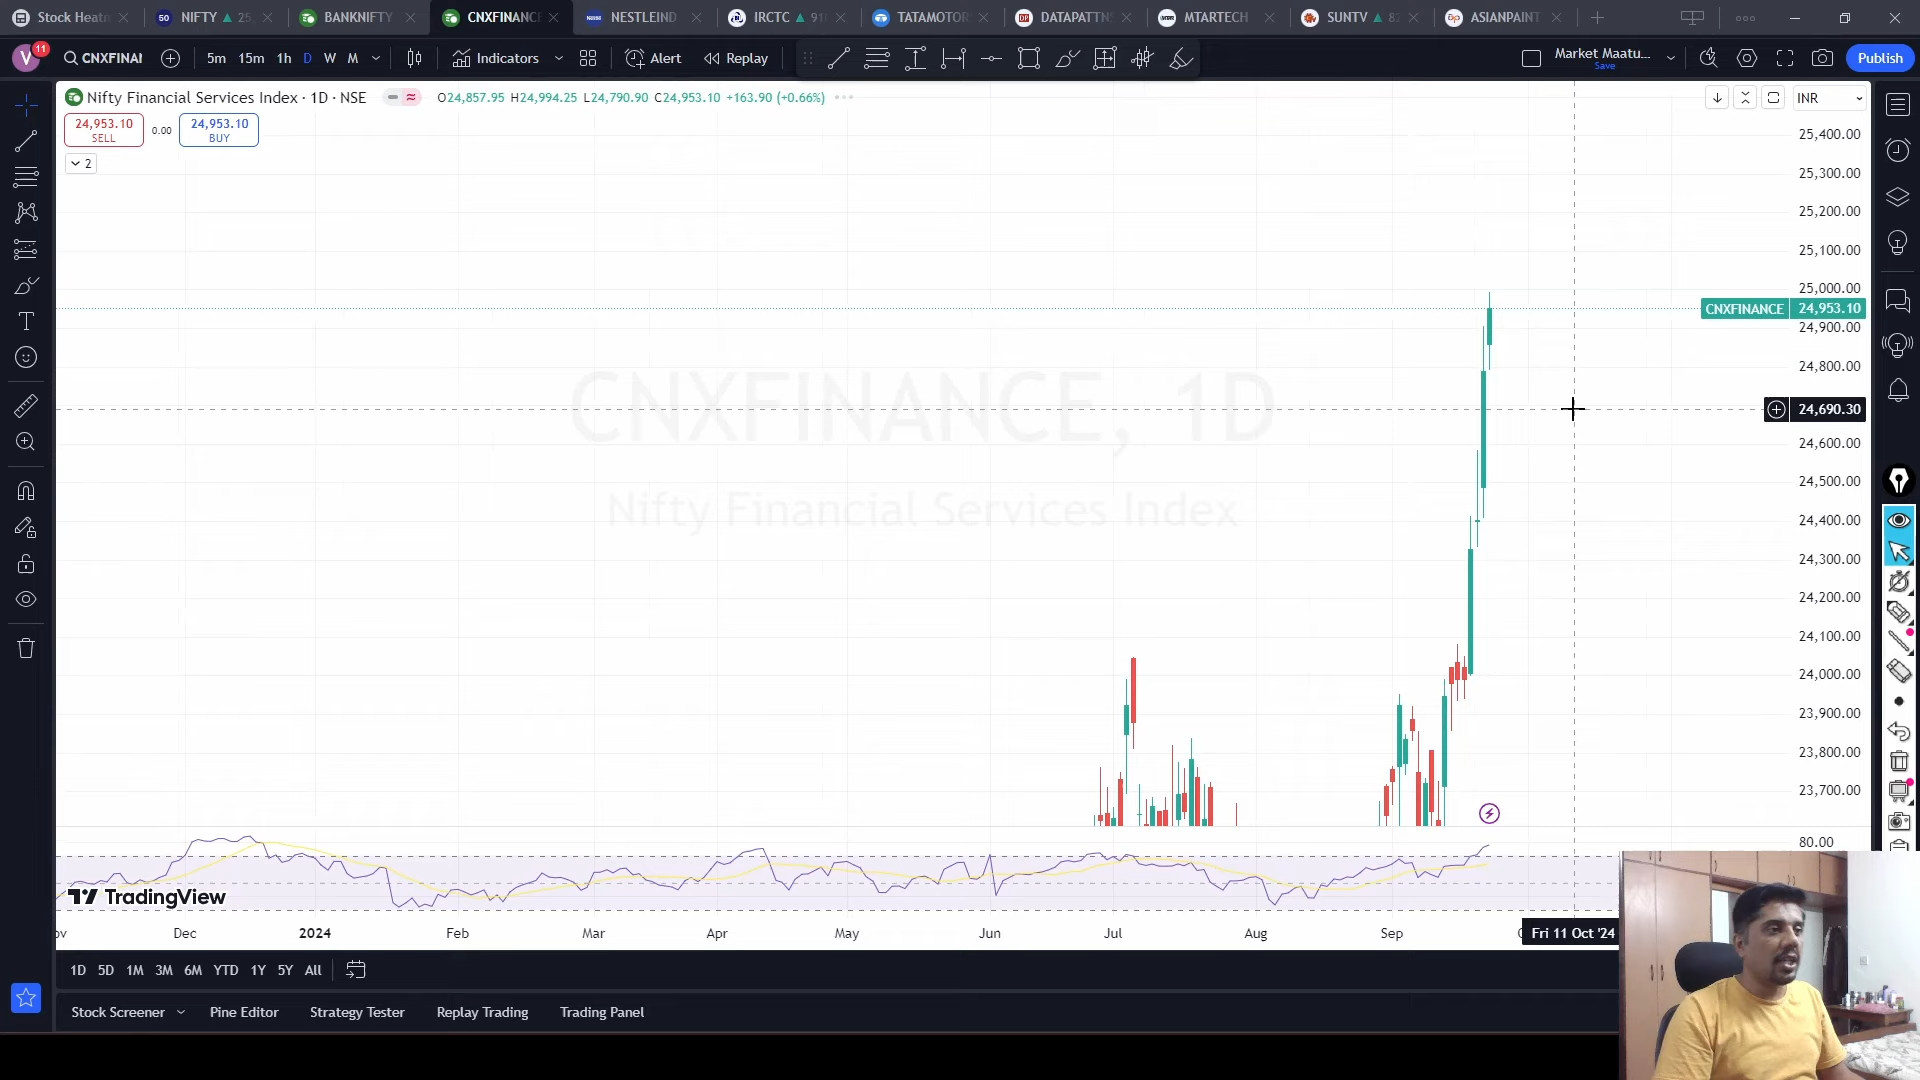 Stock Heatm
50 NIFTY ▲ 25,
BANKNIFTY
CNXFINANC
NESTLEIND
IRCTC ▲ 91
TATAMOTOR
DATAPATTNS
MTARTECH
SUNTV ▲ 82
ASIANPAINT
V 11
CNXFINAI
5m 15m 1h D W M
Indicators
Alert
Replay
Market Maatu...
Save
Publish
Nifty Financial Services Index · 1D · NSE
O24,857.95 H24,994.25 L24,790.90 C24,953.10 +163.90 (+0.66%)
INR
24,953.10
SELL
0.00
24,953.10
BUY
2
25,400.00
25,300.00
25,200.00
25,100.00
25,000.00
CNXFINANCE 24,953.10
24,900.00
24,800.00
24,690.30
24,600.00
24,500.00
24,400.00
24,300.00
24,200.00
24,100.00
24,000.00
23,900.00
23,800.00
23,700.00
80.00
CNXFINANCE, 1D
Nifty Financial Services Index
TradingView
Dec 2024 Feb Mar Apr May Jun Jul Aug Sep
Fri 11 Oct '24
1D 5D 1M 3M 6M YTD 1Y 5Y All
Stock Screener Pine Editor Strategy Tester Replay Trading Trading Panel